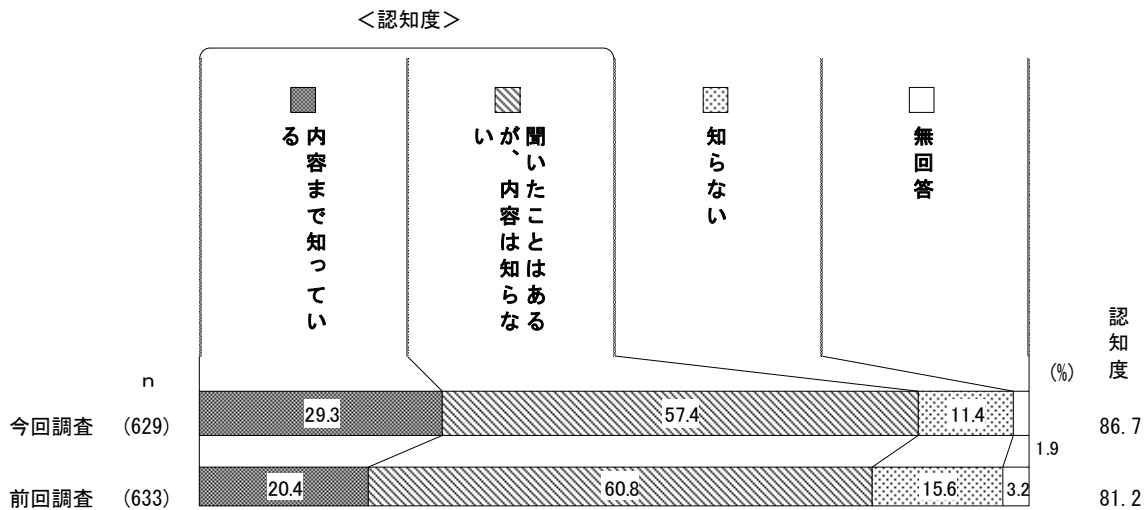 ＜認知度＞
内容まで知ってい
る
聞いたことはある
が、内容は知らな
い
知らない
無回答
認知度
n
(%)
今回調査 (629) 29.3 57.4 11.4 1.9 86.7
前回調査 (633) 20.4 60.8 15.6 3.2 81.2